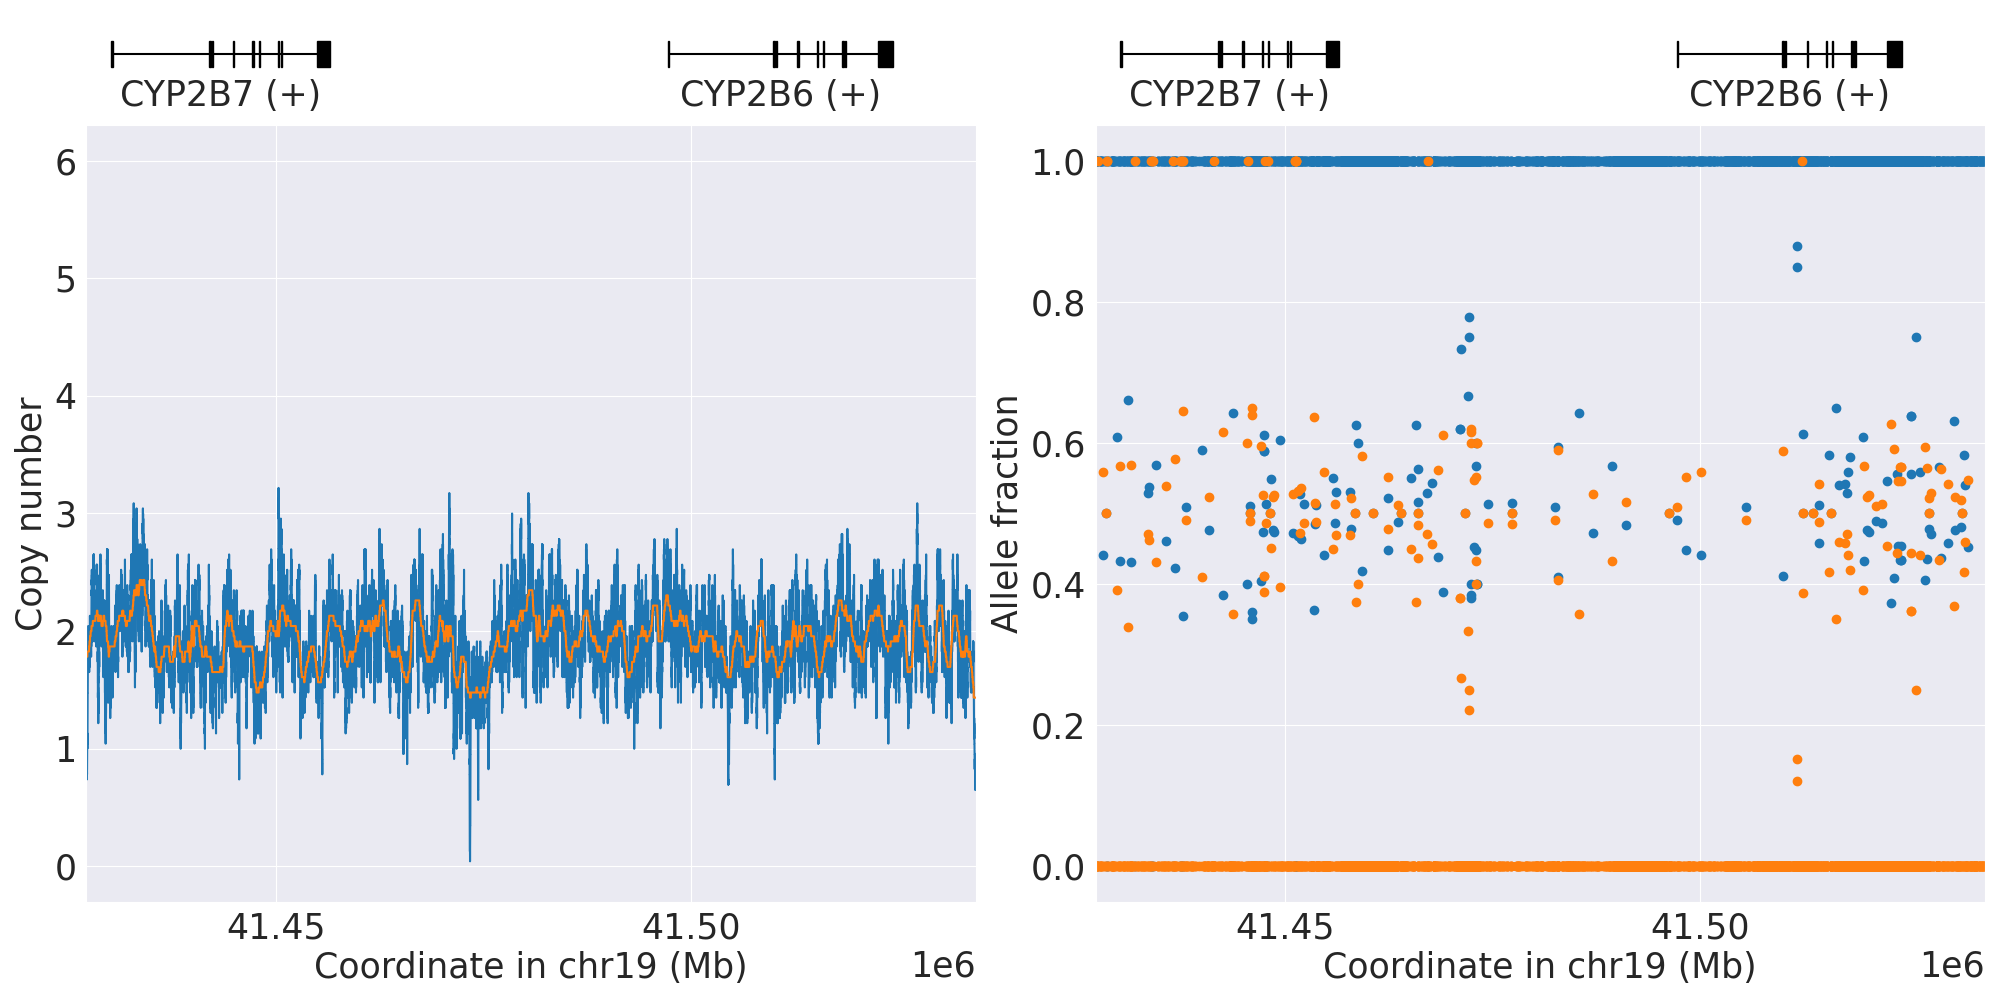 CYP2B7 (+)
CYP2B6 (+)
6
5
4
3
2
1
0
Copy number
41.45
41.50
Coordinate in chr19 (Mb)
1e6
CYP2B7 (+)
CYP2B6 (+)
1.0
0.8
0.6
0.4
0.2
0.0
Allele fraction
41.45
41.50
Coordinate in chr19 (Mb)
1e6